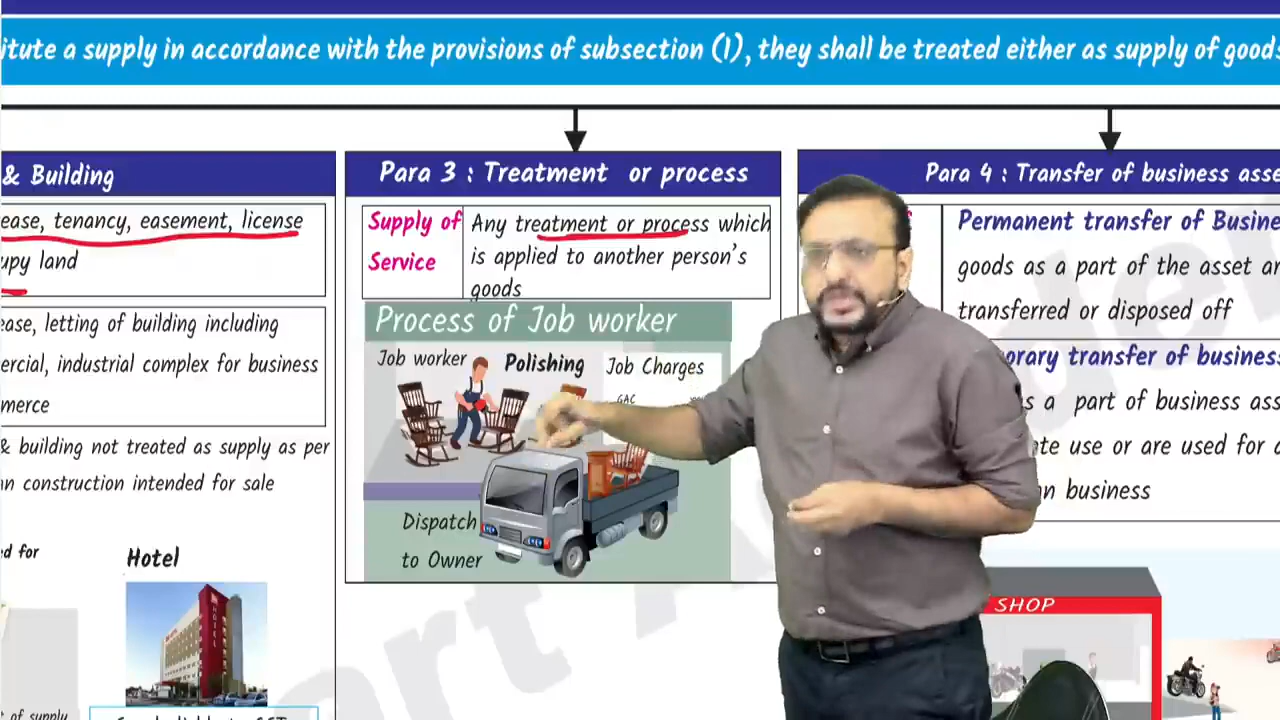 itute a supply in accordance with the provisions of subsection (1), they shall be treated either as supply of goods
& Building
ease, tenancy, easement, license
upy land
ease, letting of building including
ercial, industrial complex for business
merce
& building not treated as supply as per
n construction intended for sale
ed for
Hotel
HOTEL
t of supply
Para 3 : Treatment or process
Supply of
Service
Any treatment or process which
is applied to another person's
goods
Process of Job worker
Job worker
Polishing
Job Charges
Dispatch
to Owner
Para 4 : Transfer of business asse
Permanent transfer of Busine
goods as a part of the asset ar
transferred or disposed off
orary transfer of business
s a part of business ass
te use or are used for a
n business
SHOP